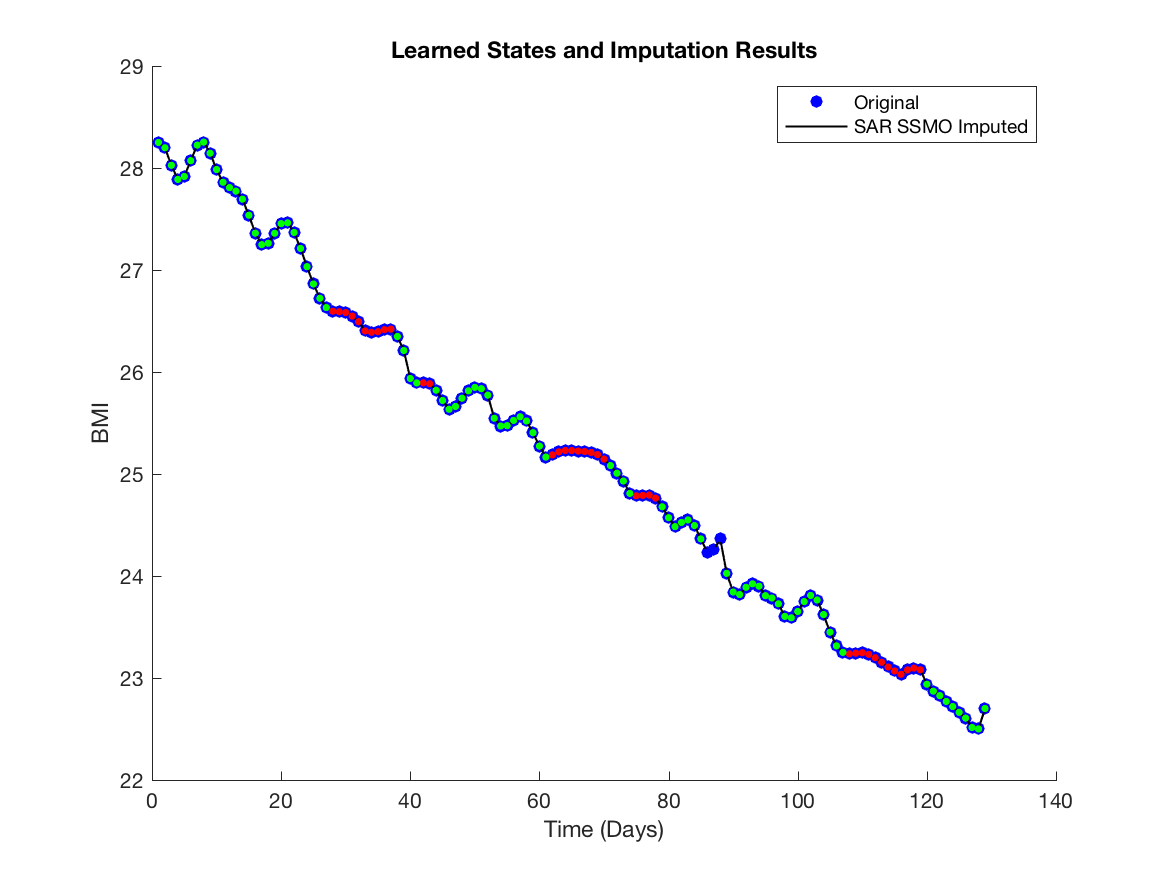 Learned States and Imputation Results
Original
SAR SSMO Imputed
29
28
27
26
25
24
23
22
BMI
0 20 40 60 80 100 120 140
Time (Days)